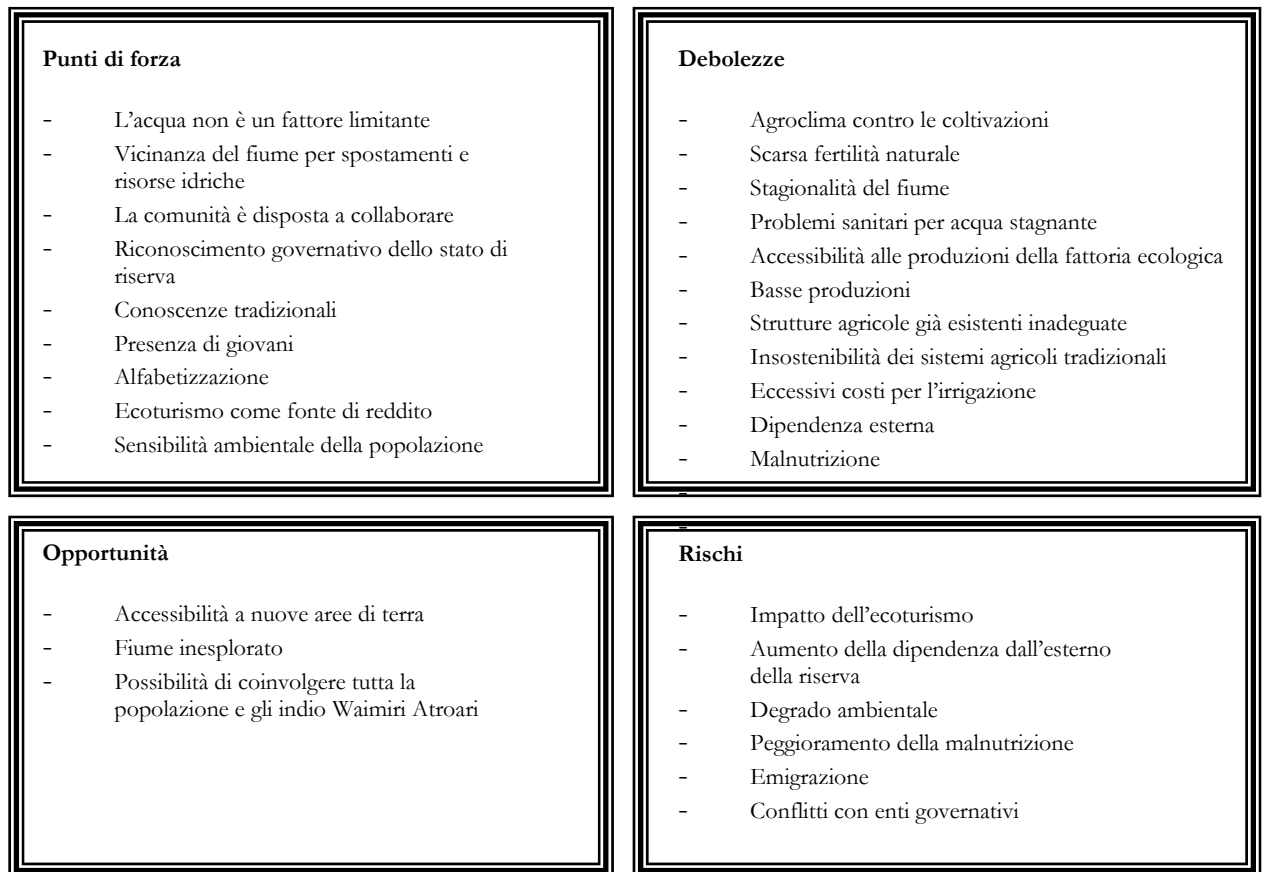 Punti di forza
- L'acqua non è un fattore limitante
- Vicinanza del fiume per spostamenti e
risorse idriche
- La comunità è disposta a collaborare
- Riconoscimento governativo dello stato di
riserva
- Conoscenze tradizionali
- Presenza di giovani
- Alfabetizzazione
- Ecoturismo come fonte di reddito
- Sensibilità ambientale della popolazione
Debolezze
- Agroclima contro le coltivazioni
- Scarsa fertilità naturale
- Stagionalità del fiume
- Problemi sanitari per acqua stagnante
- Accessibilità alle produzioni della fattoria ecologica
- Basse produzioni
- Strutture agricole già esistenti inadeguate
- Insostenibilità dei sistemi agricoli tradizionali
- Eccessivi costi per l'irrigazione
- Dipendenza esterna
- Malnutrizione
-
-
Opportunità
- Accessibilità a nuove aree di terra
- Fiume inesplorato
- Possibilità di coinvolgere tutta la
popolazione e gli indio Waimiri Atroari
Rischi
- Impatto dell'ecoturismo
- Aumento della dipendenza dall'esterno
della riserva
- Degrado ambientale
- Peggioramento della malnutrizione
- Emigrazione
- Conflitti con enti governativi